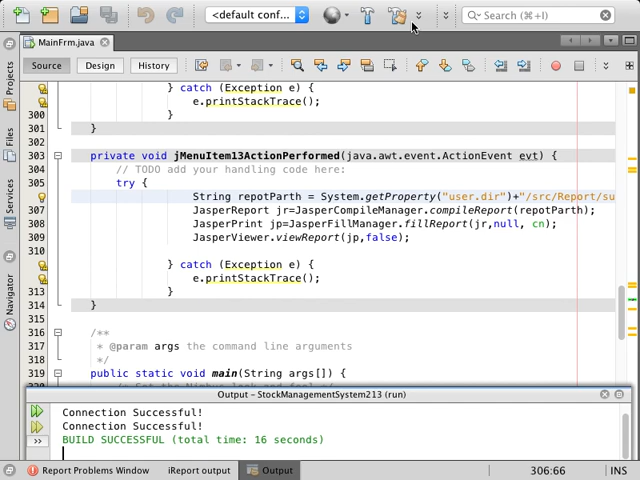 <default conf...
Search (⌘+I)
MainFrm.java
Source
Design
History
Projects
Files
Services
Navigator
} catch (Exception e) {
e.printStackTrace();
300 }
301 }
302
303 private void jMenuItem13ActionPerformed(java.awt.event.ActionEvent evt) {
304 // TODO add your handling code here:
305 try {
String repotParth = System.getProperty("user.dir")+"/src/Report/su
307 JasperReport jr=JasperCompileManager.compileReport(repotParth);
308 JasperPrint jp=JasperFillManager.fillReport(jr,null, cn);
309 JasperViewer.viewReport(jp,false);
310
} catch (Exception e) {
e.printStackTrace();
313 }
314 }
315
316 /**
317 * @param args the command line arguments
318 */
319 public static void main(String args[]) {
Output - StockManagementSystem213 (run)
Connection Successful!
Connection Successful!
BUILD SUCCESSFUL (total time: 16 seconds)
Report Problems Window
iReport output
Output
306:66
INS